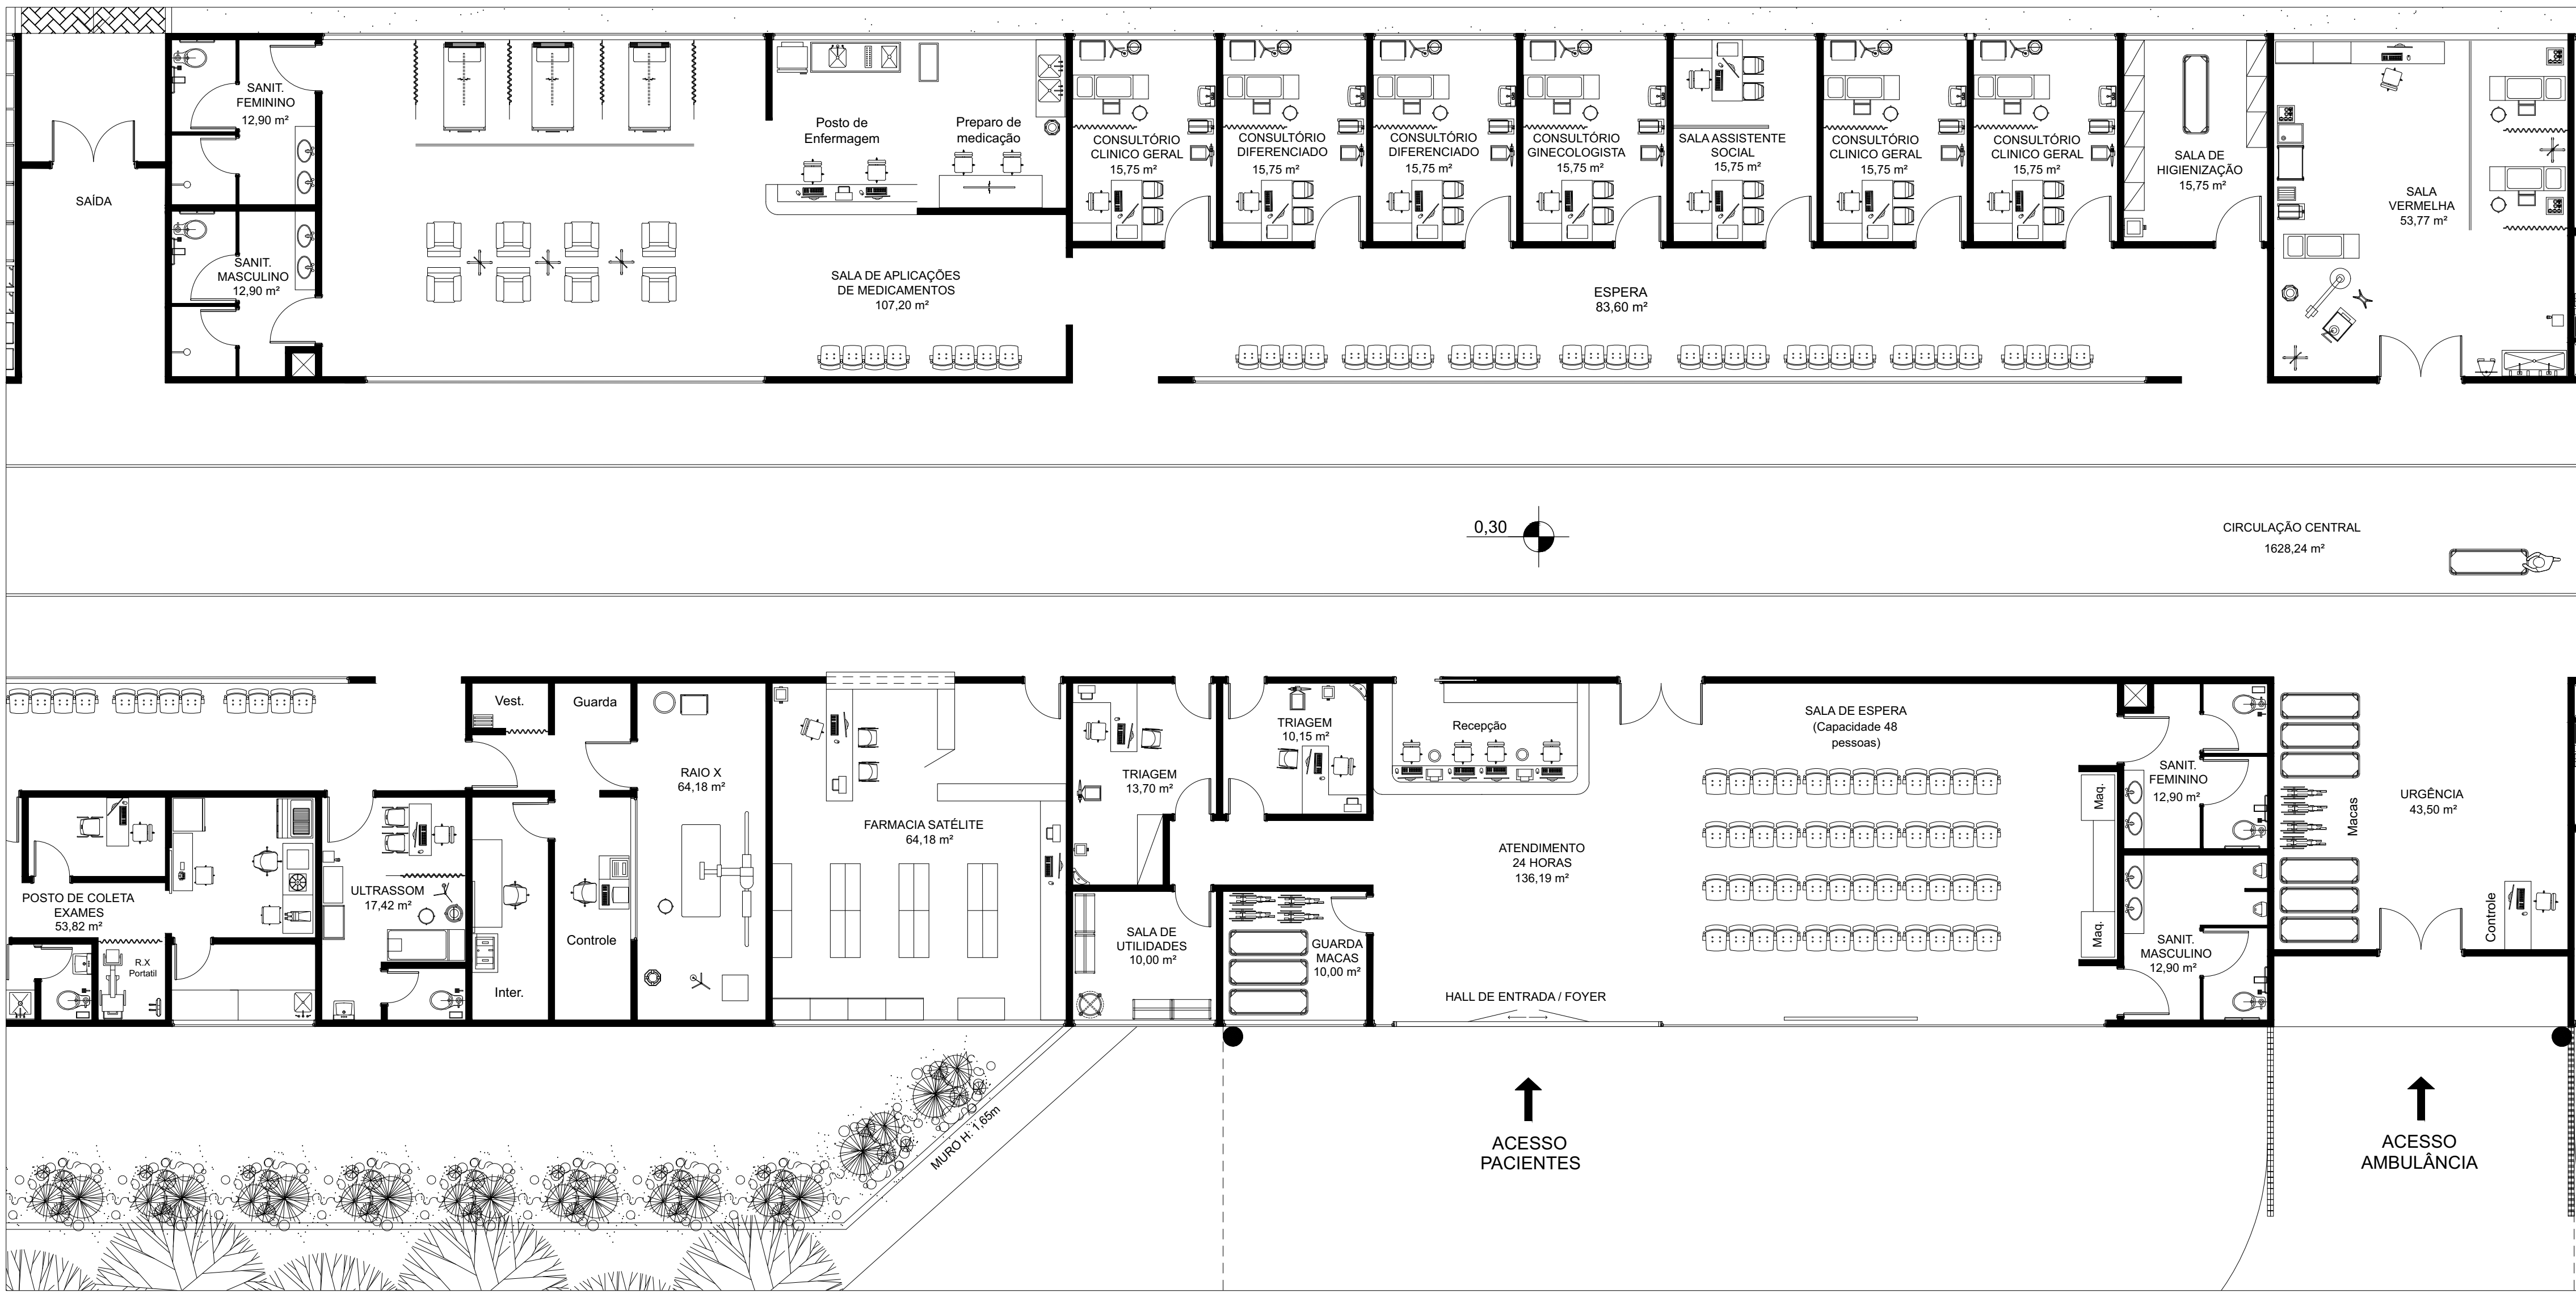 SANIT.
FEMININO
12,90 m²
SAÍDA
SANIT.
MASCULINO
12,90 m²
Posto de
Enfermagem
Preparo de
medicação
SALA DE APLICAÇÕES
DE MEDICAMENTOS
107,20 m²
CONSULTÓRIO
CLINICO GERAL
15,75 m²
CONSULTÓRIO
DIFERENCIADO
15,75 m²
CONSULTÓRIO
DIFERENCIADO
15,75 m²
CONSULTÓRIO
GINECOLOGISTA
15,75 m²
SALA ASSISTENTE
SOCIAL
15,75 m²
CONSULTÓRIO
CLINICO GERAL
15,75 m²
CONSULTÓRIO
CLINICO GERAL
15,75 m²
SALA DE
HIGIENIZAÇÃO
15,75 m²
SALA
VERMELHA
53,77 m²
ESPERA
83,60 m²
0,30
CIRCULAÇÃO CENTRAL
1628,24 m²
Vest.
Guarda
RAIO X
64,18 m²
FARMACIA SATÉLITE
64,18 m²
TRIAGEM
13,70 m²
TRIAGEM
10,15 m²
Recepção
SALA DE ESPERA
(Capacidade 48
pessoas)
SANIT.
FEMININO
12,90 m²
Maq.
Macas
URGÊNCIA
43,50 m²
POSTO DE COLETA
EXAMES
53,82 m²
R.X
Portatil
ULTRASSOM
17,42 m²
Inter.
Controle
SALA DE
UTILIDADES
10,00 m²
GUARDA
MACAS
10,00 m²
ATENDIMENTO
24 HORAS
136,19 m²
HALL DE ENTRADA / FOYER
Maq.
SANIT.
MASCULINO
12,90 m²
Controle
MURO H: 1,65m
ACESSO
PACIENTES
ACESSO
AMBULÂNCIA